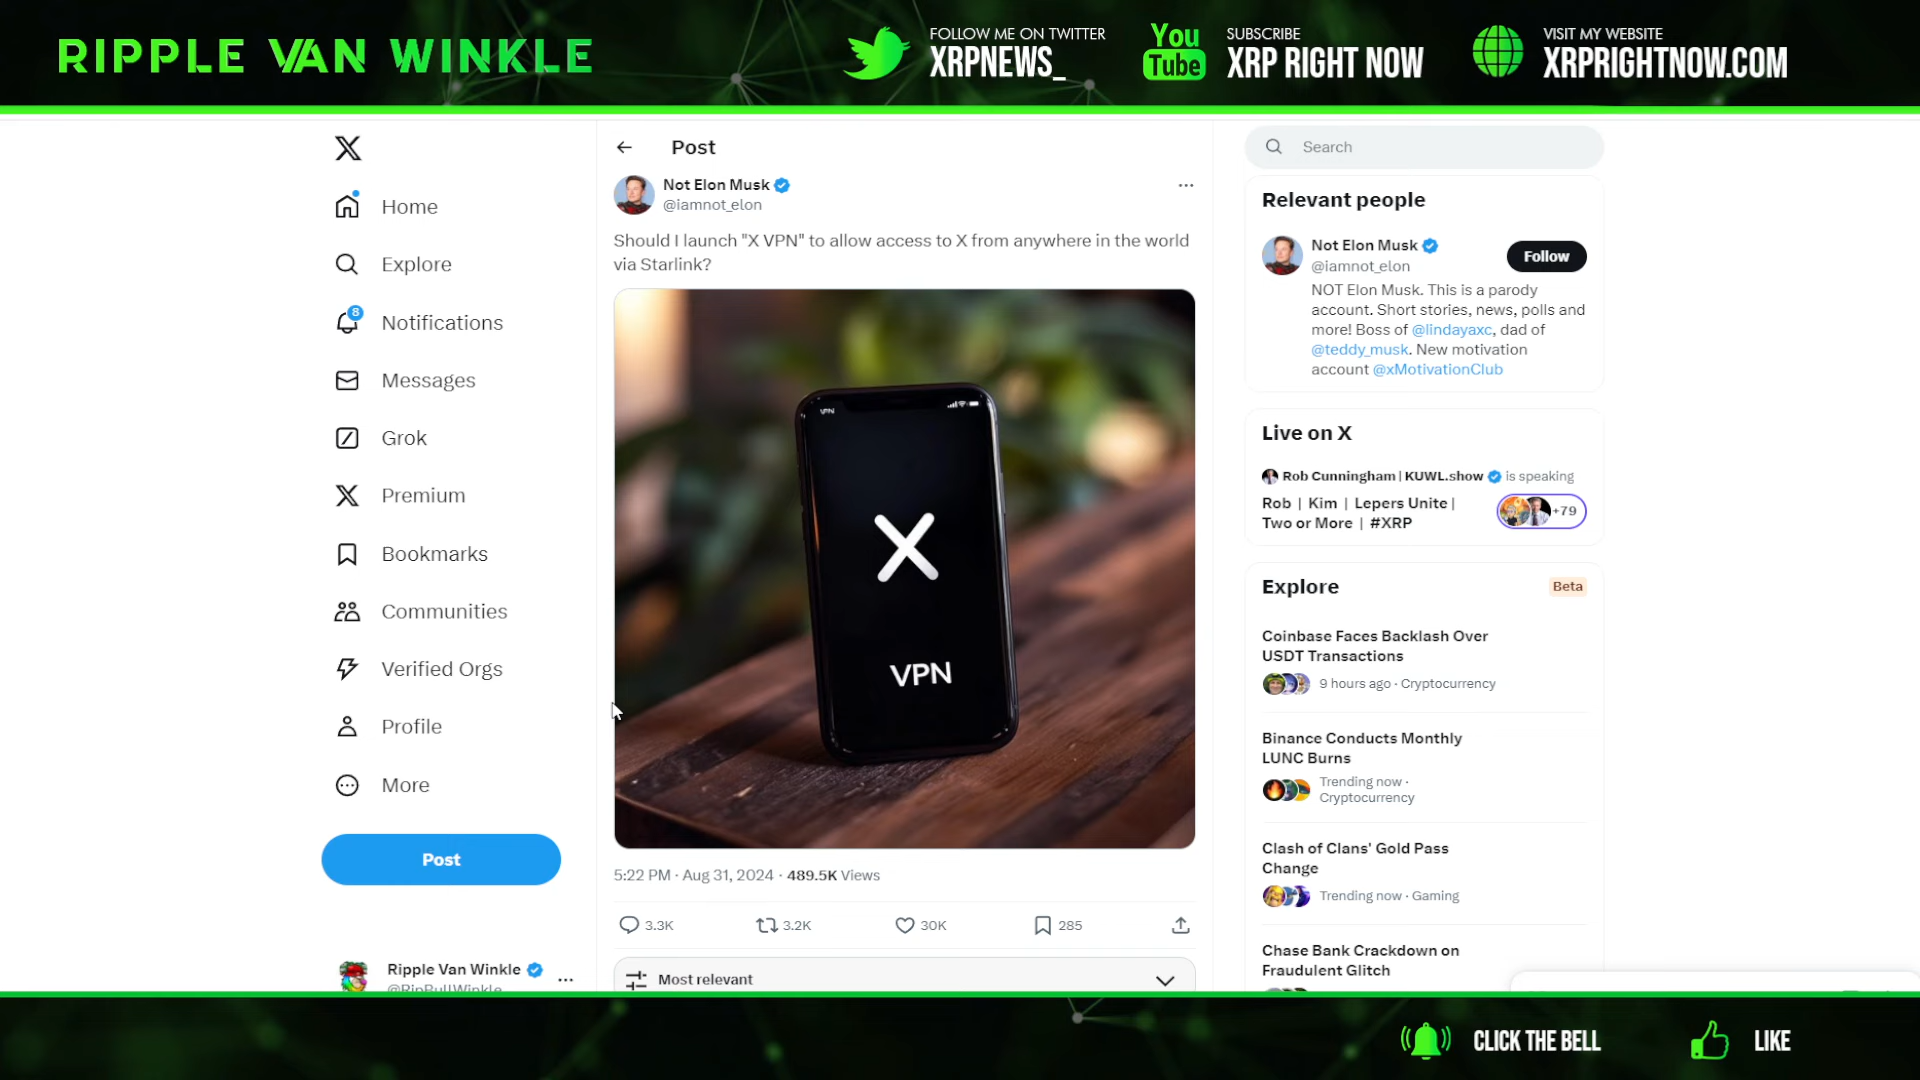 RIPPLE VAN WINKLE
FOLLOW ME ON TWITTER
XRPNEWS_
You
Tube
SUBSCRIBE
XRP RIGHT NOW
VISIT MY WEBSITE
XRPRIGHTNOW.COM
X
Home
Explore
8
Notifications
Messages
Grok
Premium
Bookmarks
Communities
Verified Orgs
Profile
More
Post
Ripple Van Winkle
@RipBullWinkle
Post
Not Elon Musk
@iamnot_elon
Should I launch "X VPN" to allow access to X from anywhere in the world
via Starlink?
VPN
X
VPN
5:22 PM · Aug 31, 2024 · 489.5K Views
3.3K 3.2K 30K 285
Most relevant
Search
Relevant people
Not Elon Musk
@iamnot_elon
Follow
NOT Elon Musk. This is a parody
account. Short stories, news, polls and
more! Boss of @lindayaxc, dad of
@teddy_musk. New motivation
account @xMotivationClub
Live on X
Rob Cunningham | KUWL.show is speaking
Rob | Kim | Lepers Unite |
Two or More | #XRP
+79
Explore
Beta
Coinbase Faces Backlash Over
USDT Transactions
9 hours ago · Cryptocurrency
Binance Conducts Monthly
LUNC Burns
Trending now ·
Cryptocurrency
Clash of Clans' Gold Pass
Change
Trending now · Gaming
Chase Bank Crackdown on
Fraudulent Glitch
CLICK THE BELL
LIKE